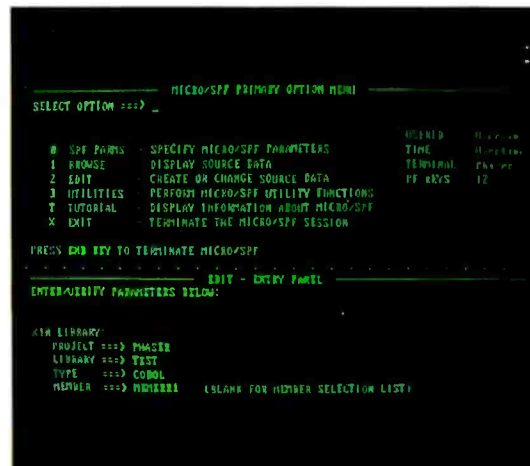 MICRO/SPF PRIMARY OPTION MENU
SELECT OPTION ===> _
USERID
0 SPF PARMS - SPECIFY MICRO/SPF PARAMETERS TIME
1 BROWSE - DISPLAY SOURCE DATA TERMINAL
2 EDIT - CREATE OR CHANGE SOURCE DATA PF KEYS 12
3 UTILITIES - PERFORM MICRO/SPF UTILITY FUNCTIONS
T TUTORIAL - DISPLAY INFORMATION ABOUT MICRO/SPF
X EXIT - TERMINATE THE MICRO/SPF SESSION
PRESS END KEY TO TERMINATE MICRO/SPF
EDIT - ENTRY PANEL
ENTER/VERIFY PARAMETERS BELOW:
LIBRARY:
PROJECT ===> PHASER
LIBRARY ===> TEST
TYPE ===> COBOL
MEMBER ===> (BLANK FOR MEMBER SELECTION LIST)